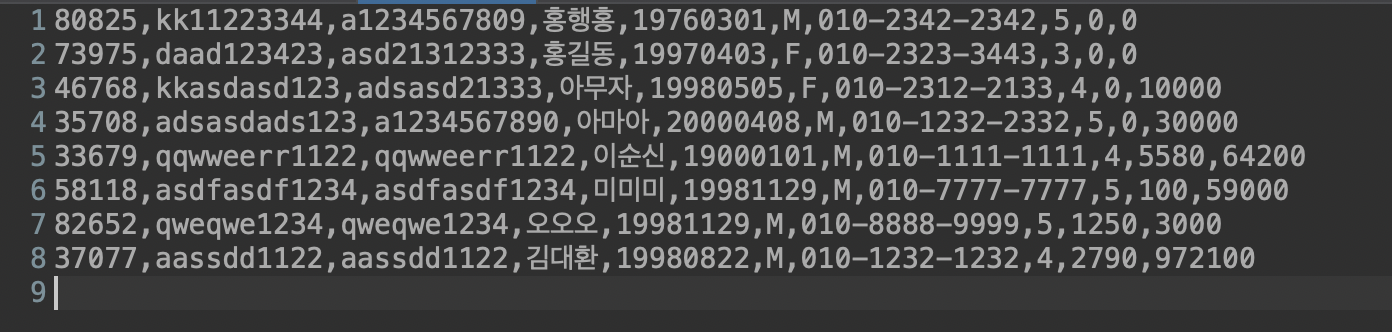 1 80825,kk11223344,a1234567809,홍행홍,19760301,M,010-2342-2342,5,0,0
2 73975,daad123423,asd21312333,홍길동,19970403,F,010-2323-3443,3,0,0
3 46768,kkasdasd123,adsasd21333,아무자,19980505,F,010-2312-2133,4,0,10000
4 35708,adsasdads123,a1234567890,아마아,20000408,M,010-1232-2332,5,0,30000
5 33679,qqwweerr1122,qqwweerr1122,이순신,19000101,M,010-1111-1111,4,5580,64200
6 58118,asdfasdf1234,asdfasdf1234,미미미,19981129,M,010-7777-7777,5,100,59000
7 82652,qweqwe1234,qweqwe1234,오오오,19981129,M,010-8888-9999,5,1250,3000
8 37077,aassdd1122,aassdd1122,김대환,19980822,M,010-1232-1232,4,2790,972100
9